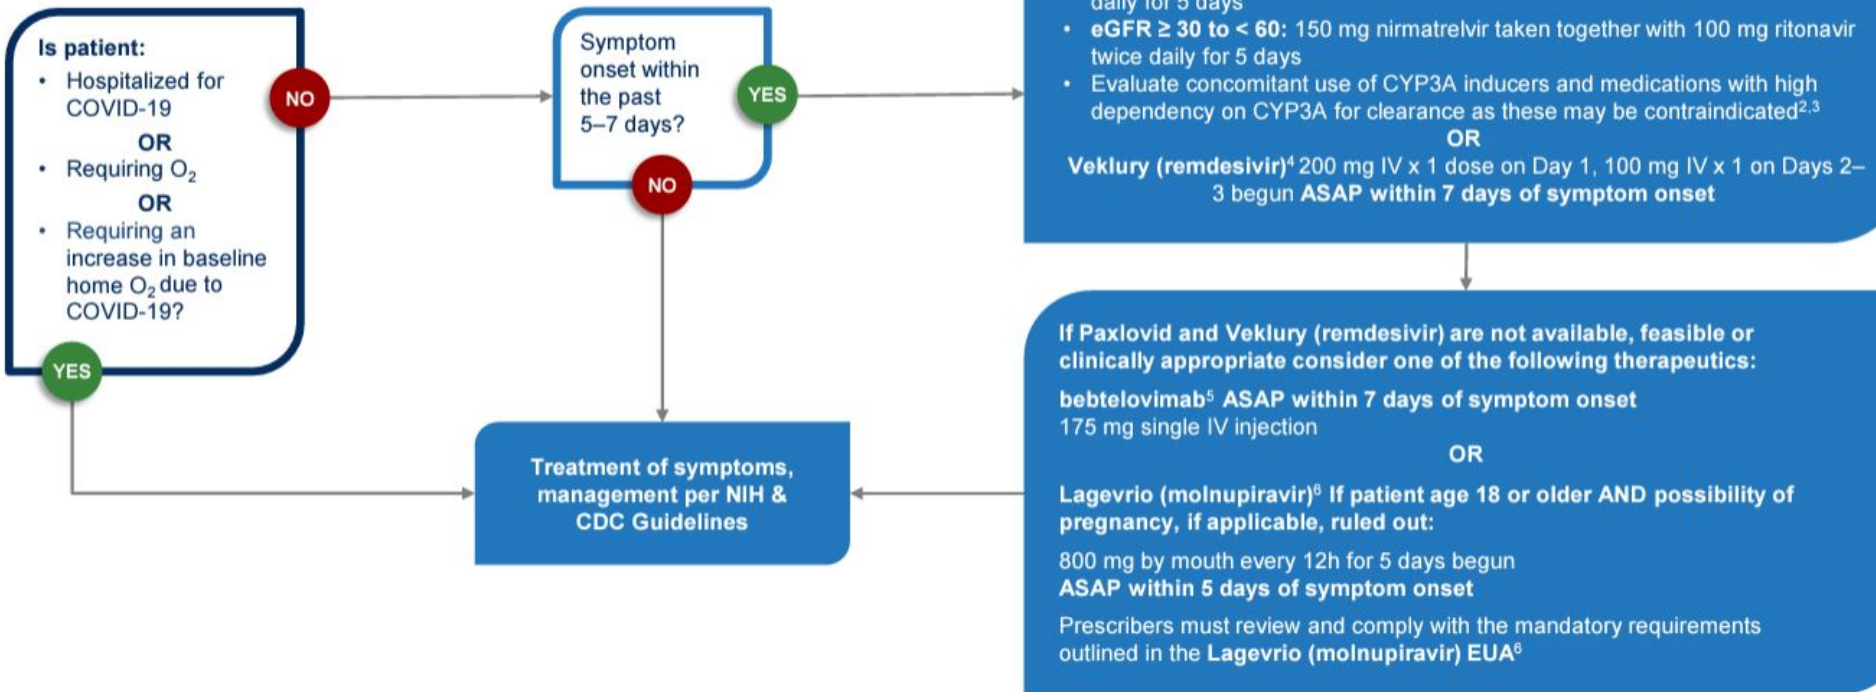 Is patient:
• Hospitalized for
COVID-19
OR
• Requiring O₂
OR
• Requiring an
increase in baseline
home O₂ due to
COVID-19?
NO
YES
Symptom
onset within
the past
5–7 days?
YES
NO
daily for 5 days
• eGFR ≥ 30 to < 60: 150 mg nirmatrelvir taken together with 100 mg ritonavir
twice daily for 5 days
• Evaluate concomitant use of CYP3A inducers and medications with high
dependency on CYP3A for clearance as these may be contraindicated²,³
OR
Veklury (remdesivir)⁴ 200 mg IV x 1 dose on Day 1, 100 mg IV x 1 on Days 2–
3 begun ASAP within 7 days of symptom onset
If Paxlovid and Veklury (remdesivir) are not available, feasible or
clinically appropriate consider one of the following therapeutics:
bebtelovimab⁵ ASAP within 7 days of symptom onset
175 mg single IV injection
OR
Lagevrio (molnupiravir)⁶ If patient age 18 or older AND possibility of
pregnancy, if applicable, ruled out:
800 mg by mouth every 12h for 5 days begun
ASAP within 5 days of symptom onset
Prescribers must review and comply with the mandatory requirements
outlined in the Lagevrio (molnupiravir) EUA⁶
Treatment of symptoms,
management per NIH &
CDC Guidelines